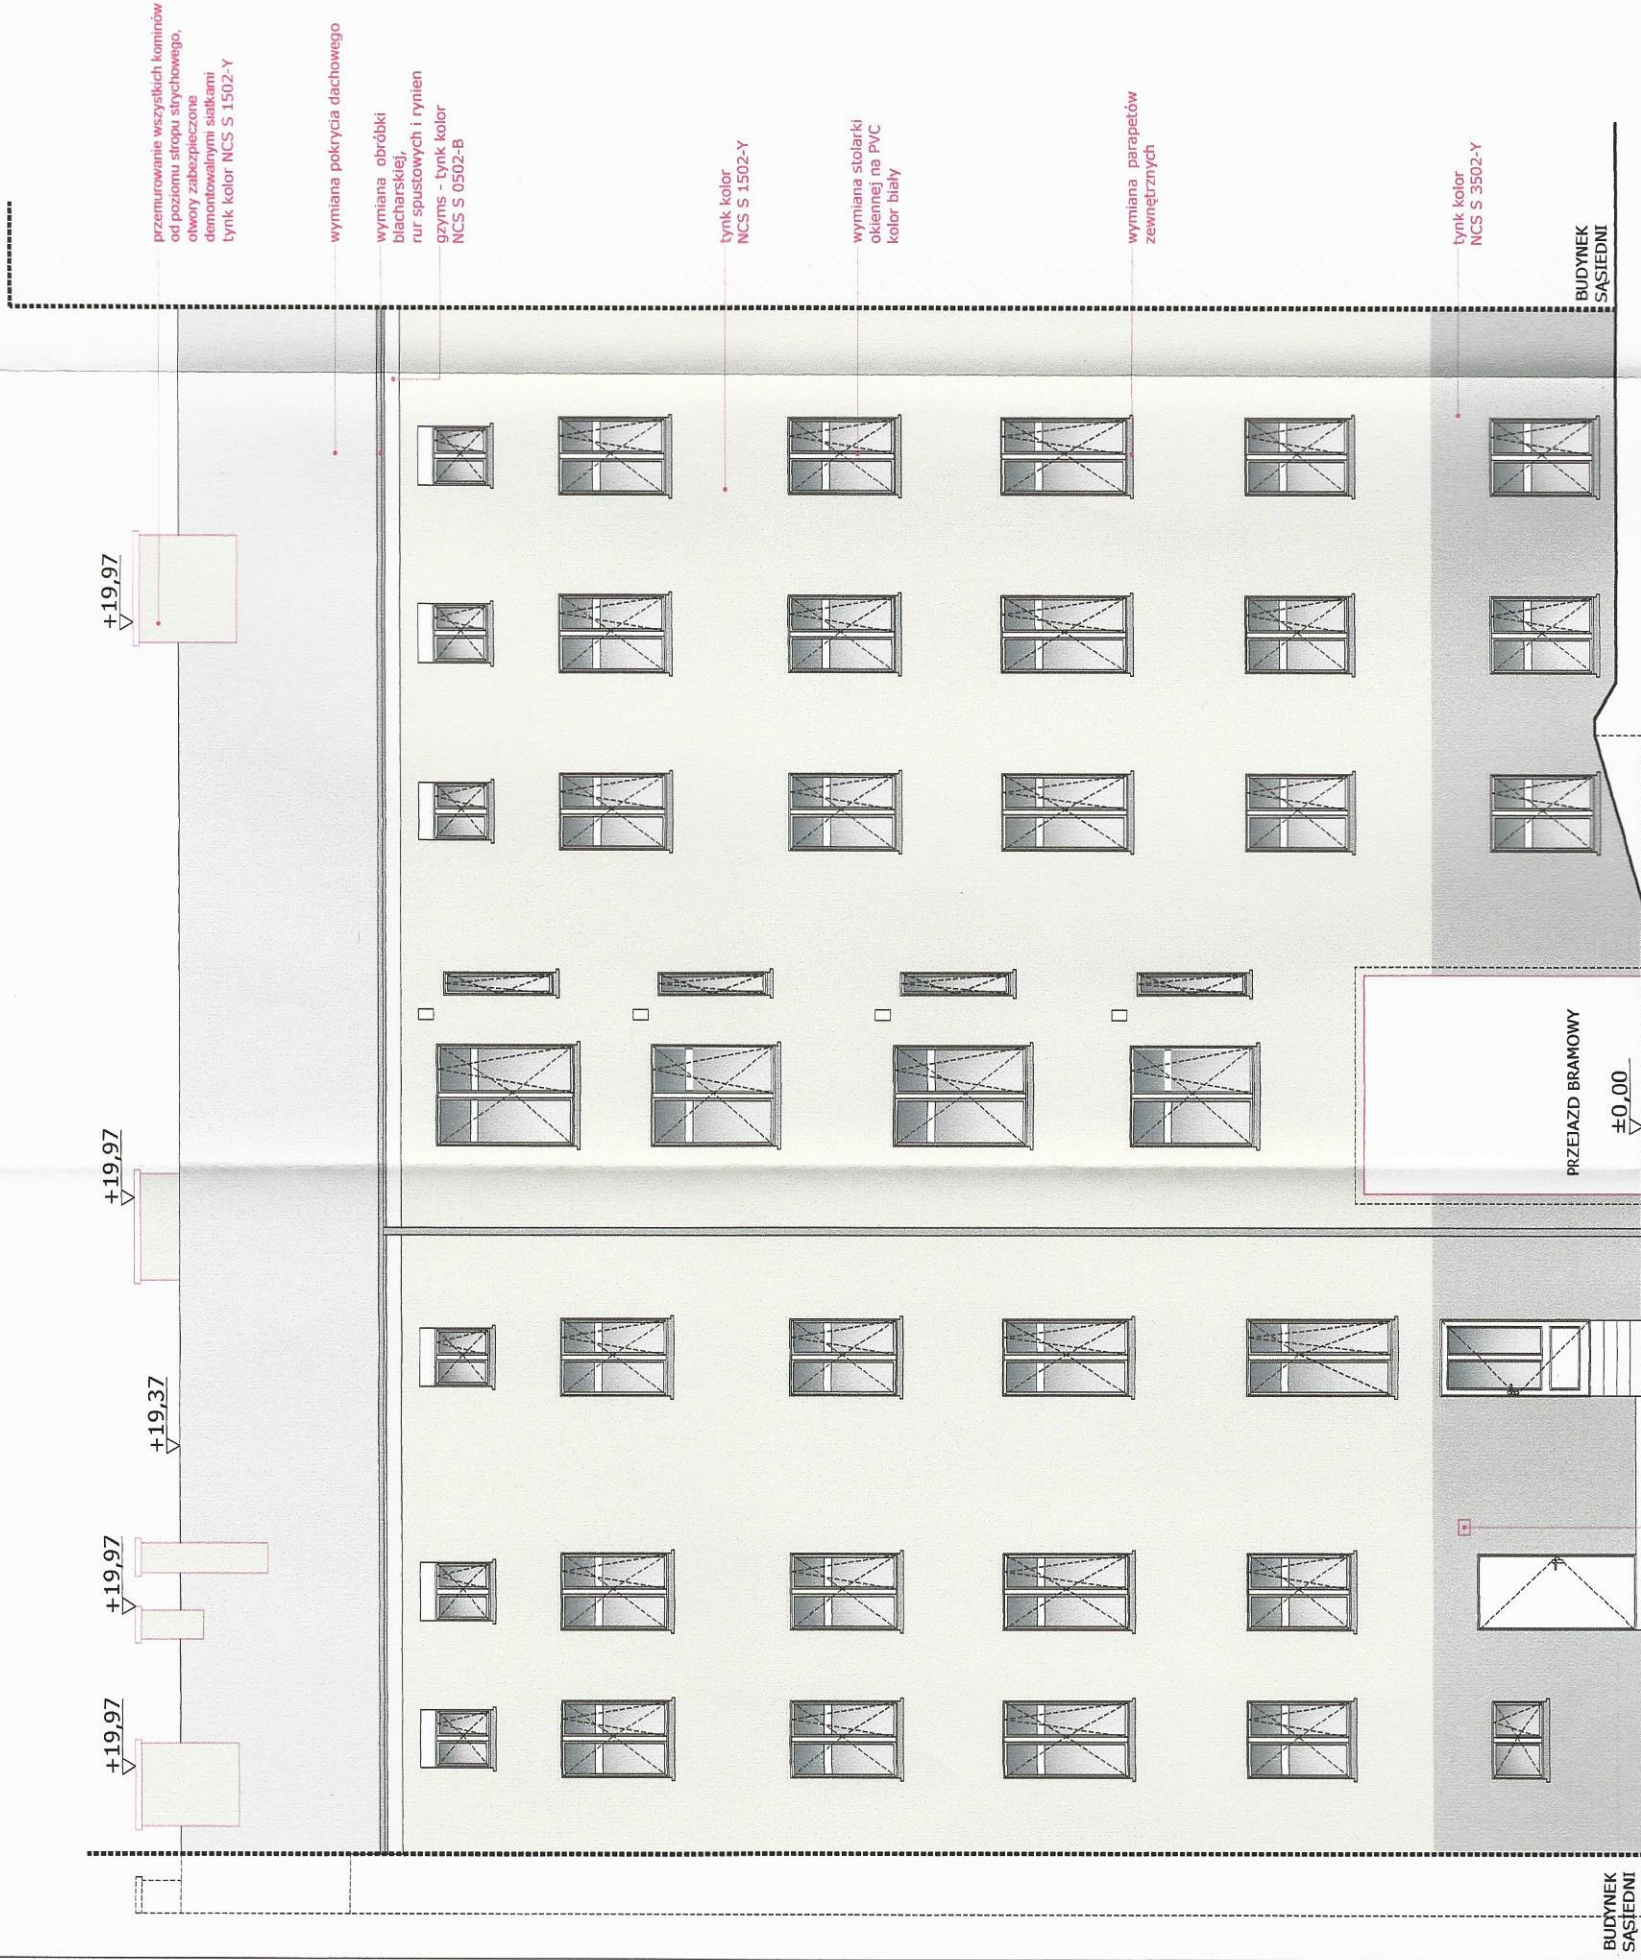 przemurowanie wszystkich kominów
od poziomu stropu strychowego,
otwory zabezpieczone
demontowalnymi siatkami
tynk kolor NCS S 1502-Y
wymiana pokrycia dachowego
wymiana obróbki
blacharskiej,
rur spustowych i rynien
gzyms - tynk kolor
NCS S 0502-B
tynk kolor
NCS S 1502-Y
wymiana stolarki
okiennej na PVC
kolor biały
wymiana parapetów
zewnętrznych
tynk kolor
NCS S 3502-Y
BUDYNEK
SĄSIEDNI
+19,97
+19,97
+19,37
+19,97
+19,97
PRZEJAZD BRAMOWY
±0,00
BUDYNEK
SĄSIEDNI